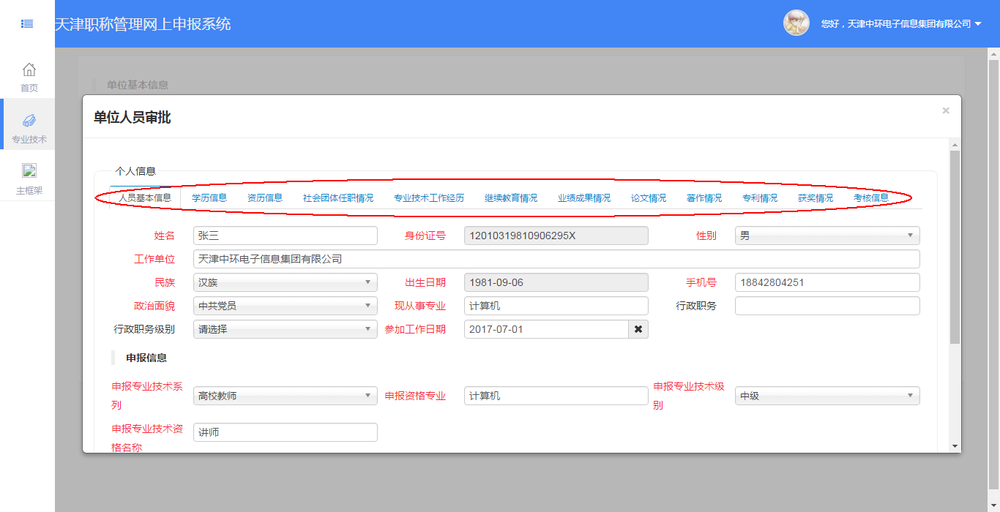 天津职称管理网上申报系统
您好，天津中环电子信息集团有限公司
首页
专业技术
主框架
单位基本信息
单位人员审批
×
个人信息
人员基本信息 学历信息 资历信息 社会团体任职情况 专业技术工作经历 继续教育情况 业绩成果情况 论文情况 著作情况 专利情况 获奖情况 考核信息
姓名 张三 身份证号 12010319810906295X 性别 男
工作单位 天津中环电子信息集团有限公司
民族 汉族 出生日期 1981-09-06 手机号 18842804251
政治面貌 中共党员 现从事专业 计算机 行政职务
行政职务级别 请选择 参加工作日期 2017-07-01
申报信息
申报专业技术系
列 高校教师 申报资格专业 计算机 申报专业技术级
别 中级
申报专业技术资
格名称 讲师